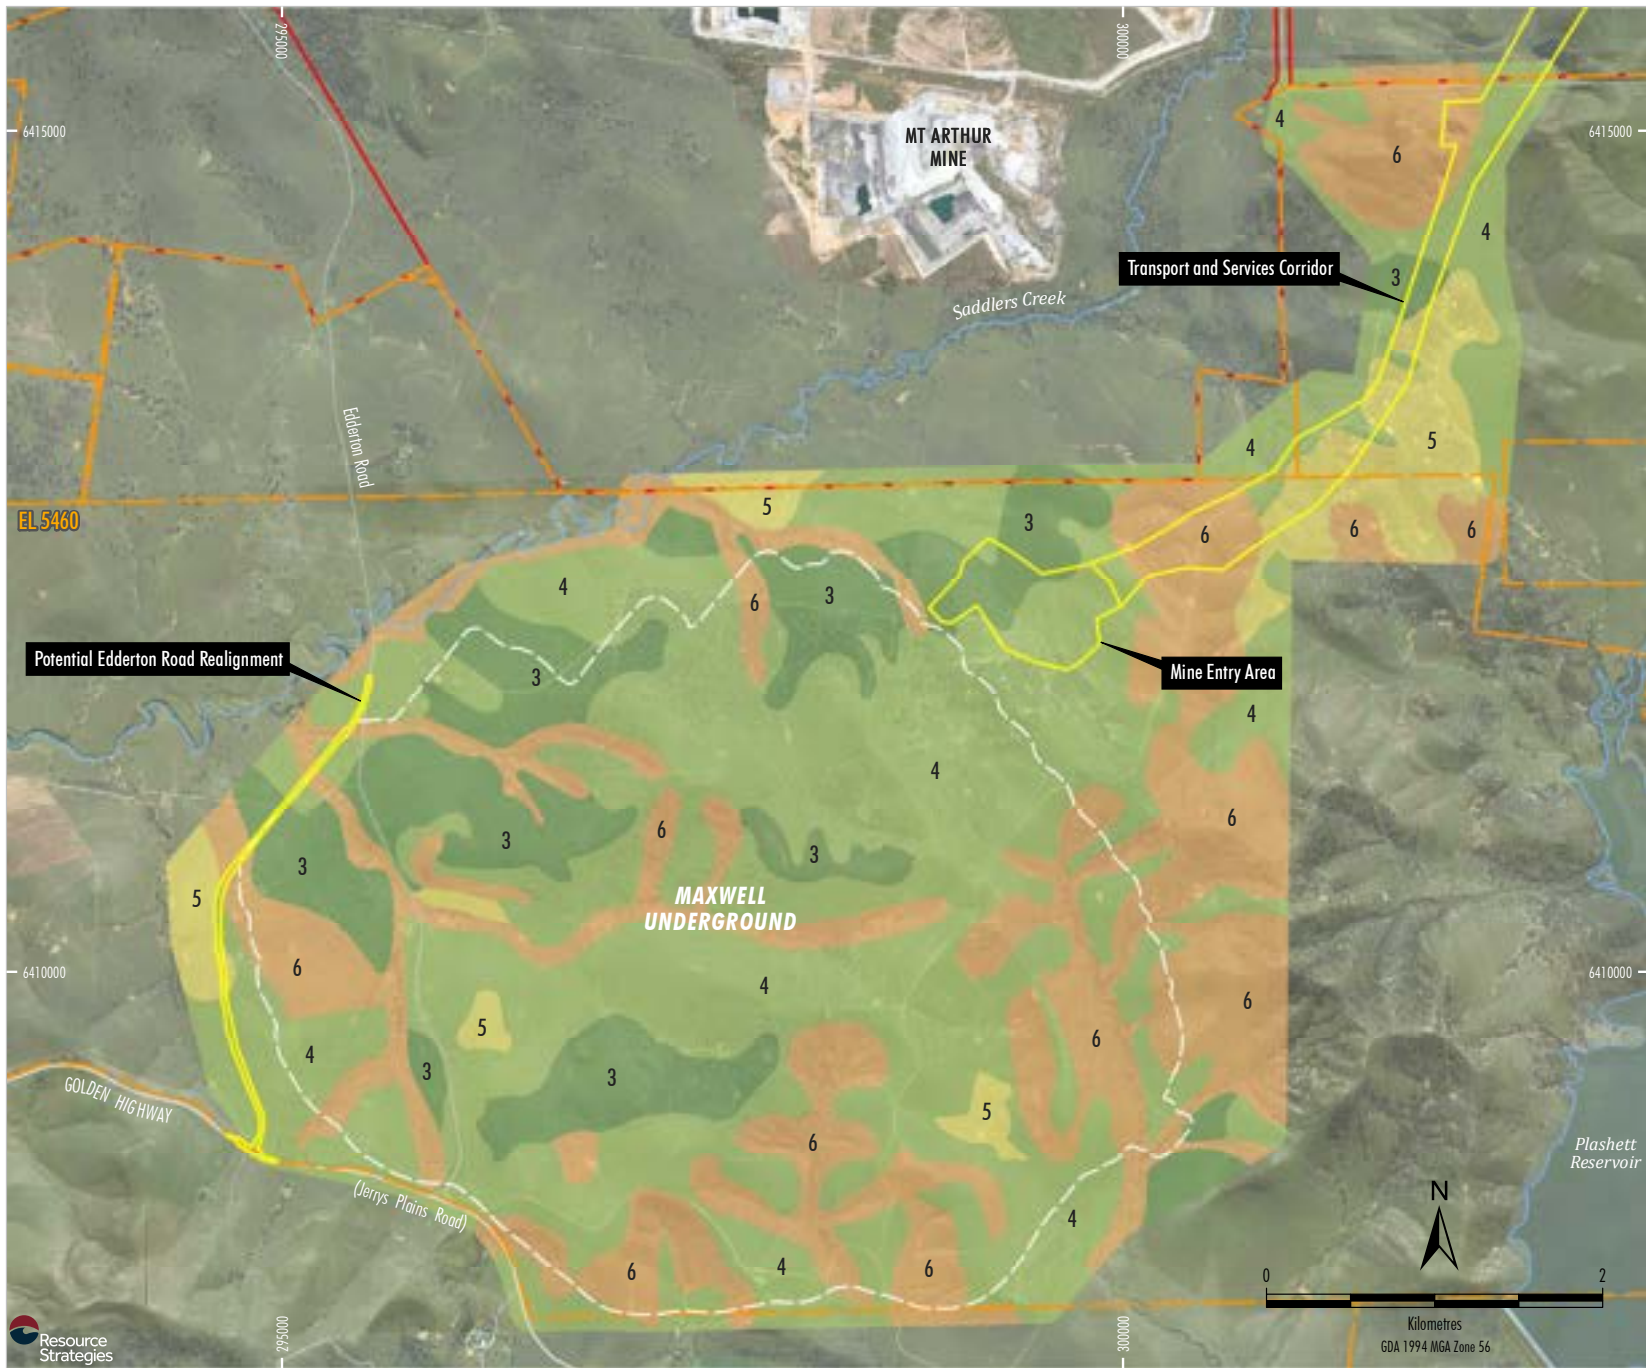 295000
300000
6415000
6415000
MT ARTHUR
MINE
4
6
4
Transport and Services Corridor
3
Saddlers Creek
Edderton Road
5
4
EL 5460
5
3
6
6
6
4
6
3
Potential Edderton Road Realignment
3
Mine Entry Area
4
4
6
3
6
3
3
5
MAXWELL
UNDERGROUND
6410000
6410000
6
4
6
5
6
4
3
3
5
GOLDEN HIGHWAY
6
Plashett
Reservoir
(Jerrys Plains Road)
4
N
6
4
6
0
2
Kilometres
GDA 1994 MGA Zone 56
295000
300000
Resource
Strategies